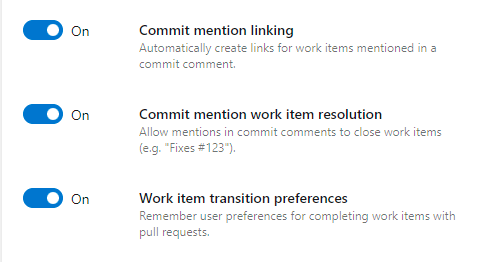 On
Commit mention linking
Automatically create links for work items mentioned in a
commit comment.
On
Commit mention work item resolution
Allow mentions in commit comments to close work items
(e.g. "Fixes #123").
On
Work item transition preferences
Remember user preferences for completing work items with
pull requests.